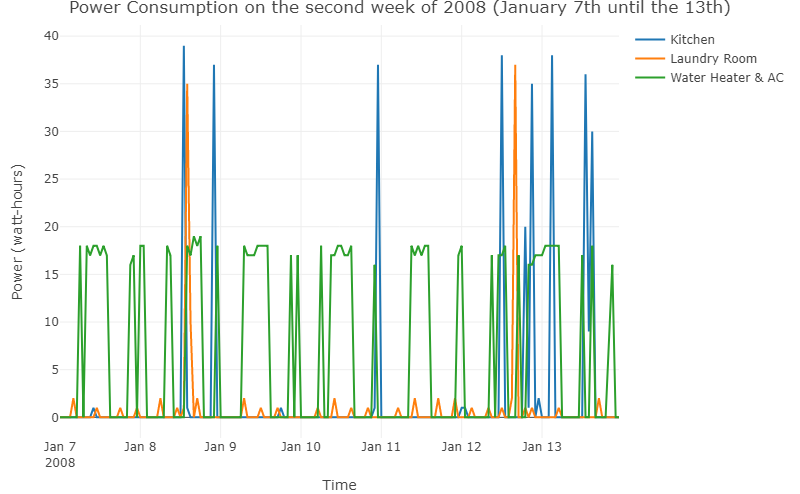 Power Consumption on the second week of 2008 (January 7th until the 13th)
Kitchen
Laundry Room
Water Heater & AC
Power (watt-hours)
40
35
30
25
20
15
10
5
0
Jan 7
2008
Jan 8
Jan 9
Jan 10
Jan 11
Jan 12
Jan 13
Time